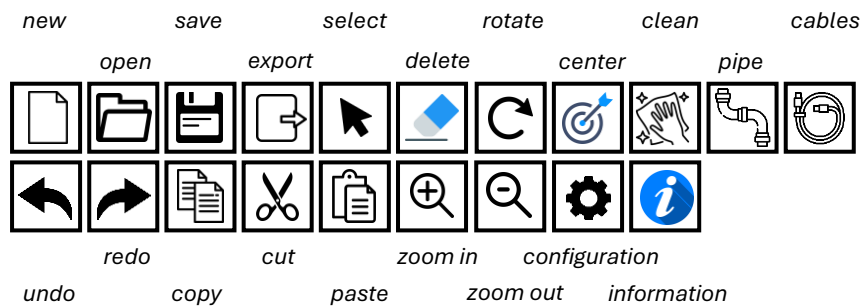 new save select rotate clean cables
open export delete center pipe
redo cut zoom in configuration
undo copy paste zoom out information